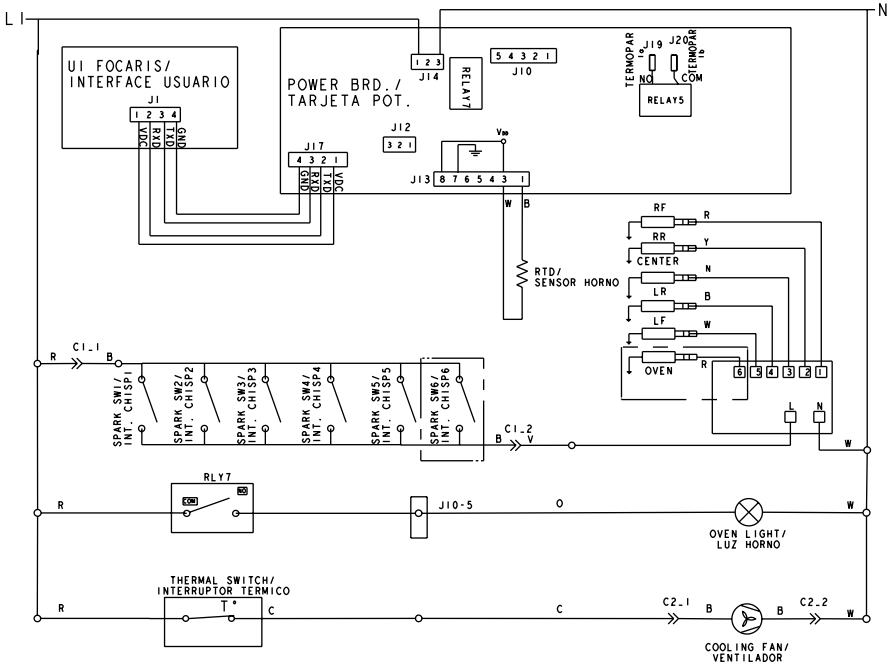 L1
N
UI FOCARIS/
INTERFACE USUARIO
J1
1 2 3 4
VDC
RXD
TXD
GND
POWER BRD./
TARJETA POT.
1 2 3
J14
RELAY7
5 4 3 2 1
J10
TERMOPAR
1a
J19
J20
TERMOPAR
1b
NO
COM
RELAY5
J12
3 2 1
J17
4 3 2 1
GND
RXD
TXD
VDC
VDD
J13
8 7 6 5 4 3 1
W
B
RTD/
SENSOR HORNO
RF
R
RR
Y
CENTER
N
LR
B
LF
W
OVEN
R
6 5 4 3 2 1
L
N
W
R
C1_1
B
SPARK SW1/
INT. CHISP1
SPARK SW2/
INT. CHISP2
SPARK SW3/
INT. CHISP3
SPARK SW4/
INT. CHISP4
SPARK SW5/
INT. CHISP5
SPARK SW6/
INT. CHISP6
B
C1_2
V
RLY7
R
COM
NO
J10-5
O
W
OVEN LIGHT/
LUZ HORNO
THERMAL SWITCH/
INTERRUPTOR TERMICO
R
T°
C
C
C2_1
B
B
C2_2
W
COOLING FAN/
VENTILADOR